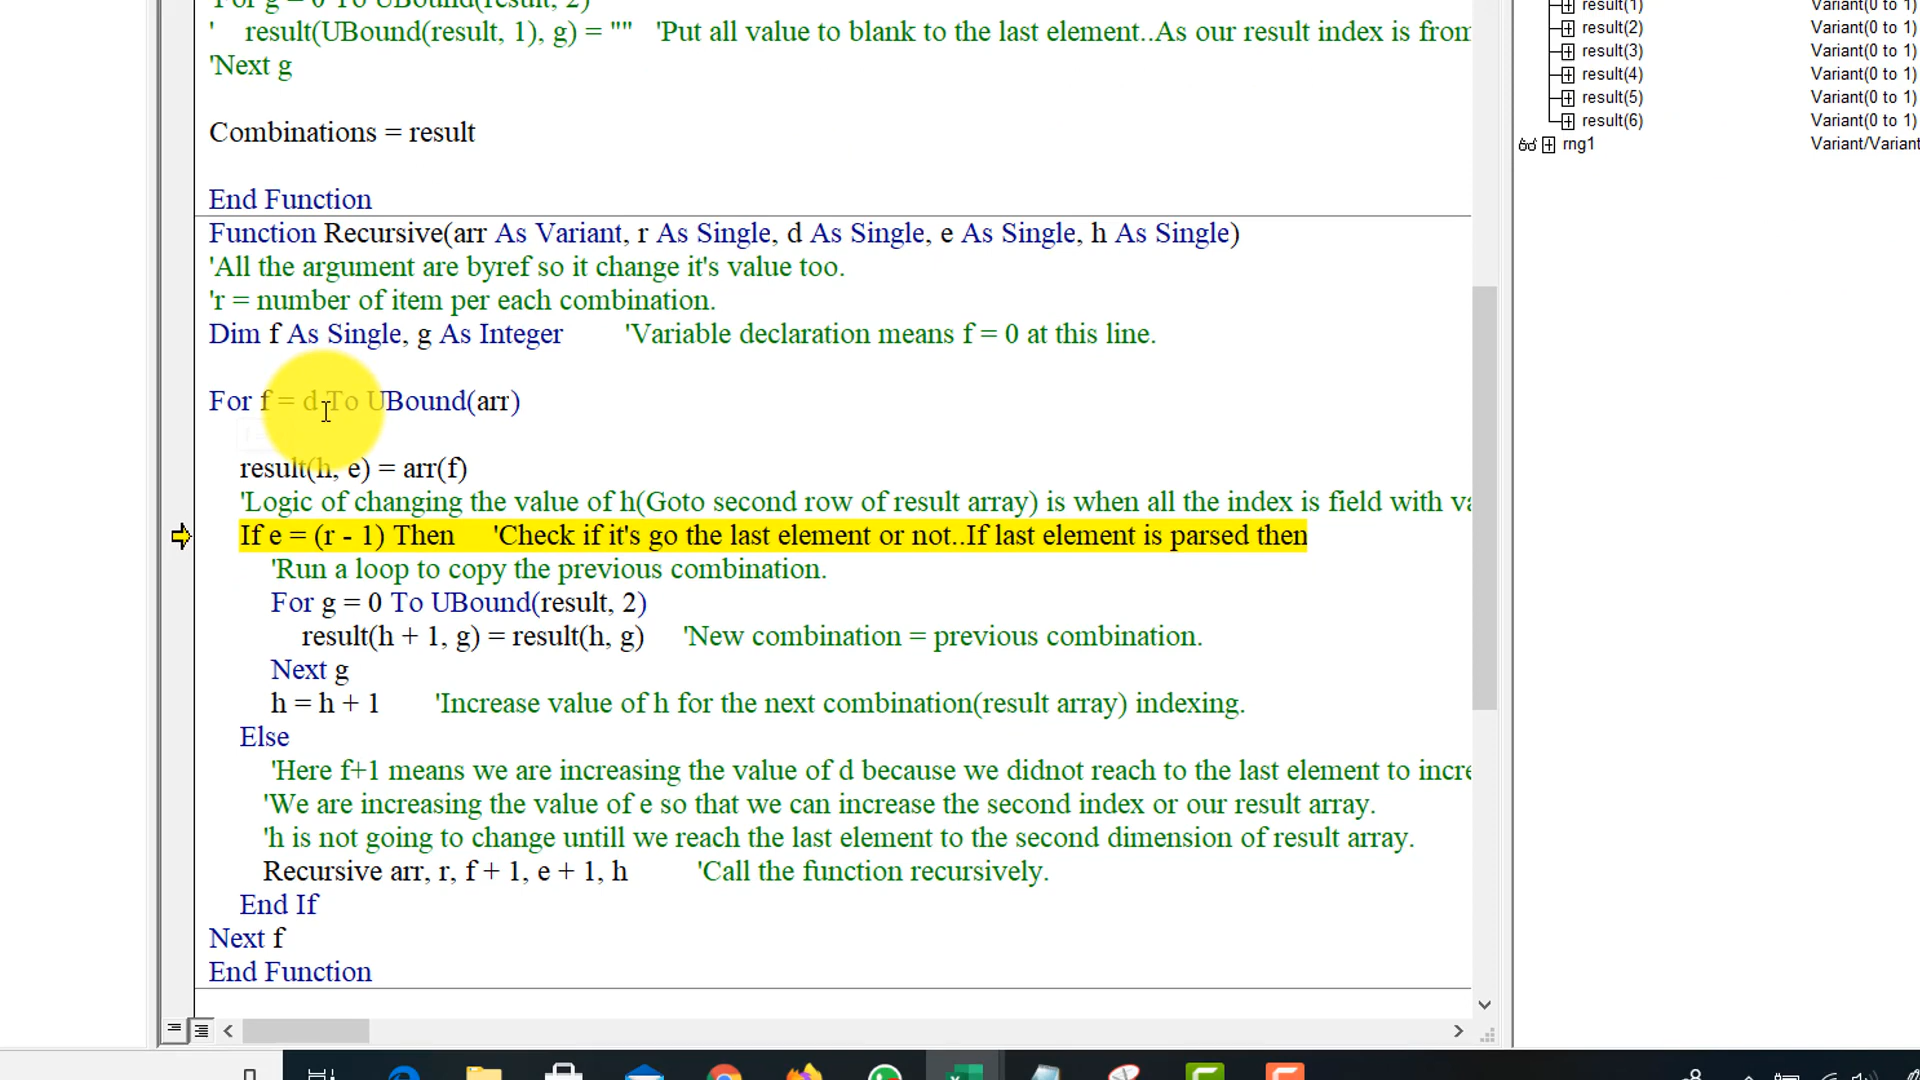 'For g = 0 To UBound(result, 2)
'    result(UBound(result, 1), g) = ""   'Put all value to blank to the last element..As our result index is from
'Next g
Combinations = result
End Function
Function Recursive(arr As Variant, r As Single, d As Single, e As Single, h As Single)
'All the argument are byref so it change it's value too.
'r = number of item per each combination.
Dim f As Single, g As Integer        'Variable declaration means f = 0 at this line.
For f = d To UBound(arr)
result(h, e) = arr(f)
'Logic of changing the value of h(Goto second row of result array) is when all the index is field with va
If e = (r - 1) Then     'Check if it's go the last element or not..If last element is parsed then
'Run a loop to copy the previous combination.
For g = 0 To UBound(result, 2)
result(h + 1, g) = result(h, g)     'New combination = previous combination.
Next g
h = h + 1       'Increase value of h for the next combination(result array) indexing.
Else
'Here f+1 means we are increasing the value of d because we didnot reach to the last element to incre
'We are increasing the value of e so that we can increase the second index or our result array.
'h is not going to change untill we reach the last element to the second dimension of result array.
Recursive arr, r, f + 1, e + 1, h         'Call the function recursively.
End If
Next f
End Function
result(1) Variant(0 to 1)
result(2) Variant(0 to 1)
result(3) Variant(0 to 1)
result(4) Variant(0 to 1)
result(5) Variant(0 to 1)
result(6) Variant(0 to 1)
rng1 Variant/Variant